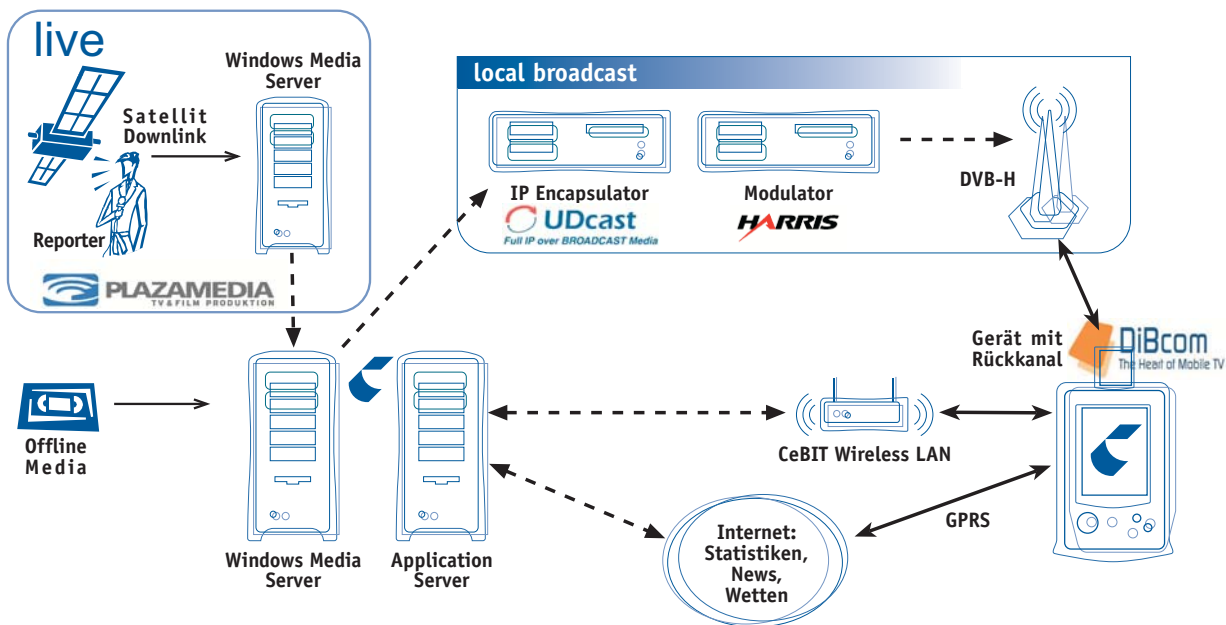 live
Windows Media
Server
Satellit
Downlink
Reporter
PLAZAMEDIA
TV & FILM PRODUKTION
local broadcast
IP Encapsulator
UDcast
Full IP over BROADCAST Media
Modulator
HARRIS
DVB-H
Gerät mit
Rückkanal
DiBcom
The Heart of Mobile TV
Offline
Media
Windows Media
Server
Application
Server
CeBIT Wireless LAN
GPRS
Internet:
Statistiken,
News,
Wetten